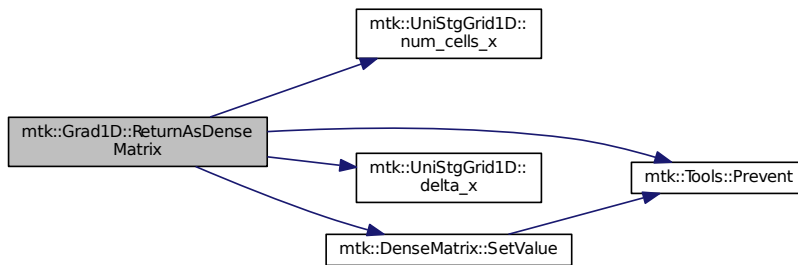 mtk::UniStgGrid1D::
num_cells_x
mtk::Grad1D::ReturnAsDense
Matrix
mtk::UniStgGrid1D::
delta_x
mtk::Tools::Prevent
mtk::DenseMatrix::SetValue